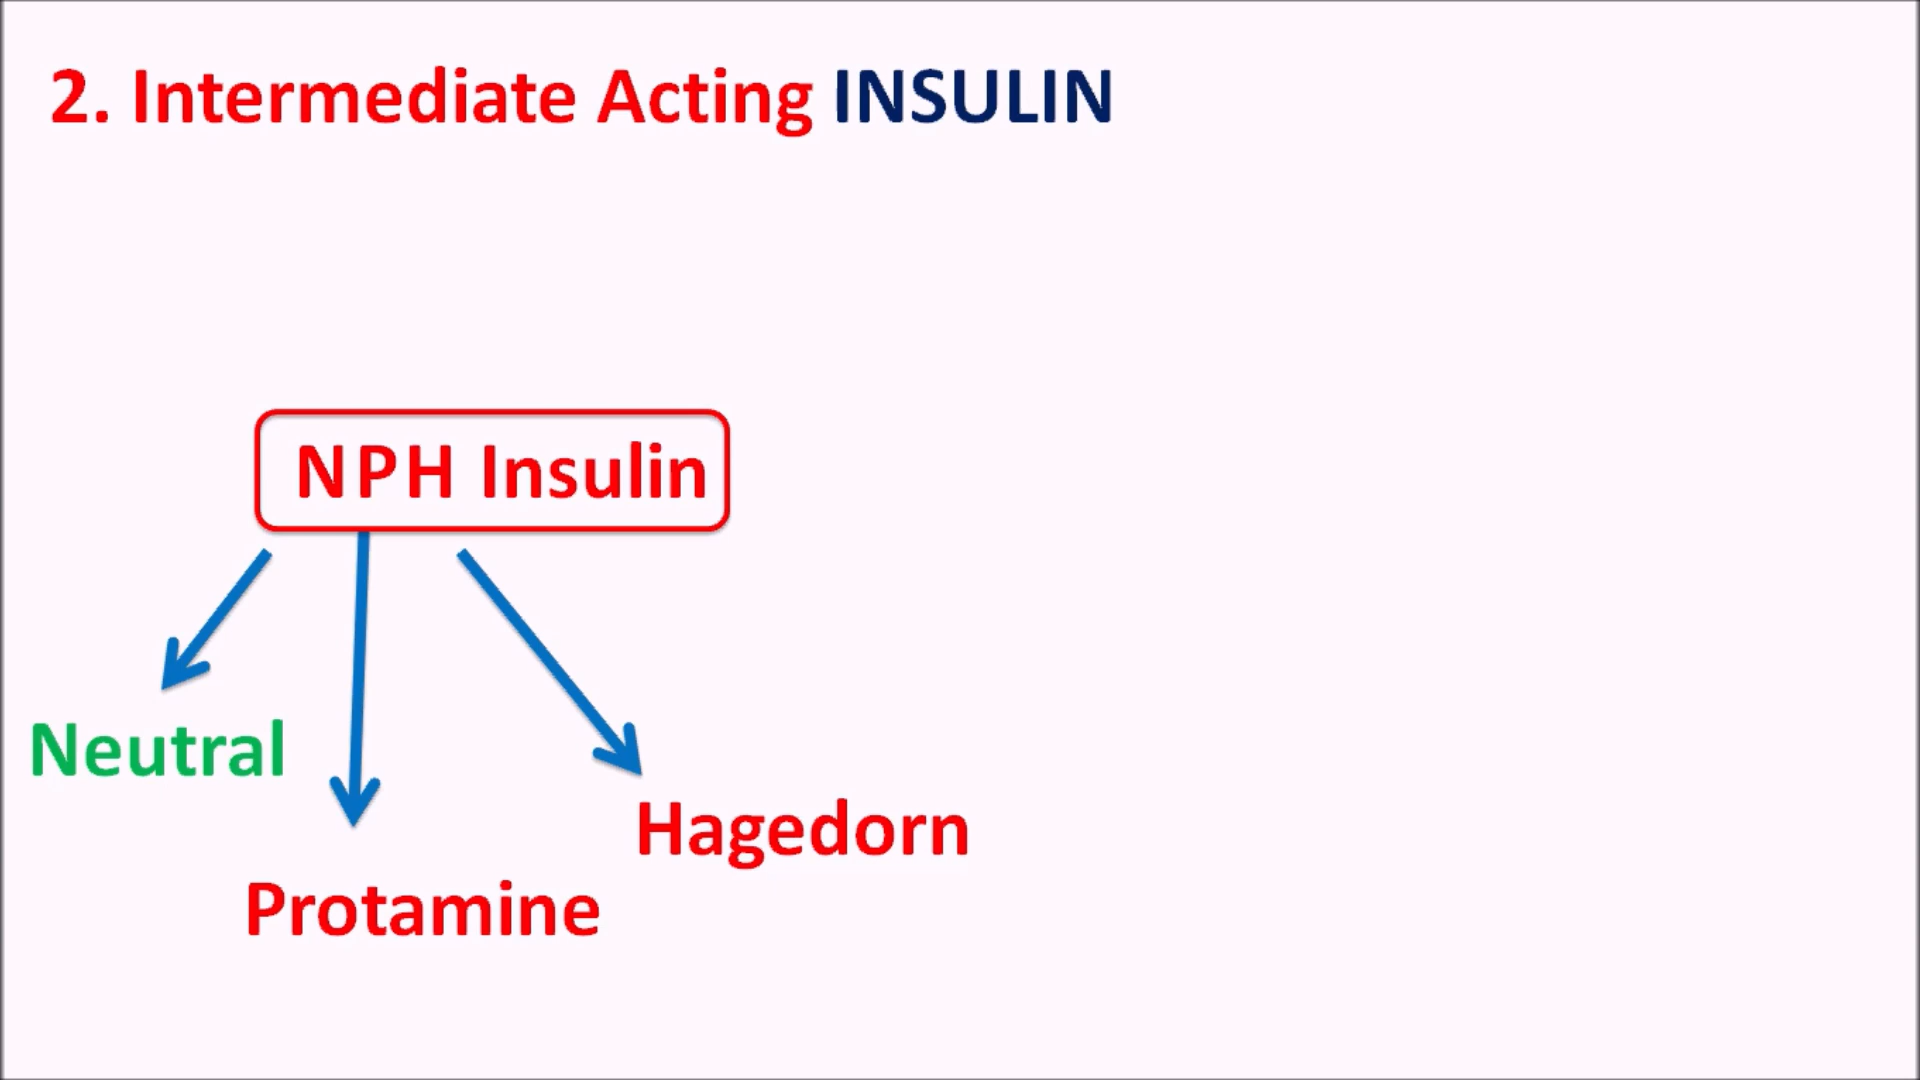 2. Intermediate Acting INSULIN
NPH Insulin
Neutral
Hagedorn
Protamine